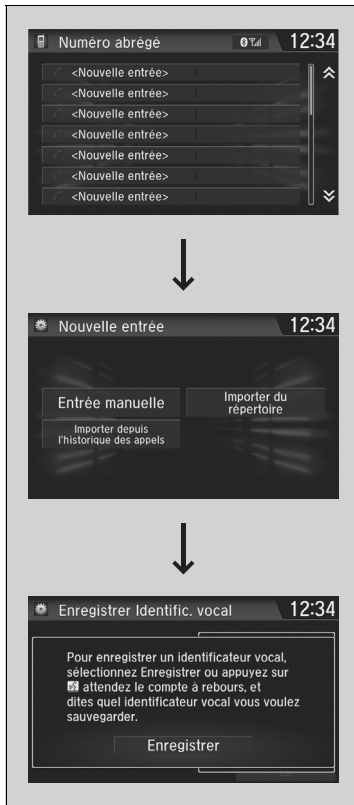 Numéro abrégé 12:34
<Nouvelle entrée>
<Nouvelle entrée>
<Nouvelle entrée>
<Nouvelle entrée>
<Nouvelle entrée>
<Nouvelle entrée>
<Nouvelle entrée>
Nouvelle entrée 12:34
Entrée manuelle
Importer du
répertoire
Importer depuis
l'historique des appels
Enregistrer Identific. vocal 12:34
Pour enregistrer un identificateur vocal,
sélectionnez Enregistrer ou appuyez sur
attendez le compte à rebours, et
dites quel identificateur vocal vous voulez
sauvegarder.
Enregistrer